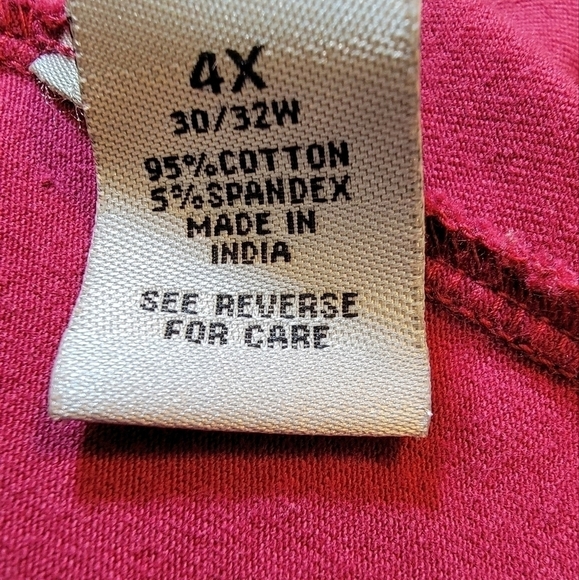 4X
30/32W
95%COTTON
5%SPANDEX
MADE IN
INDIA
SEE REVERSE
FOR CARE